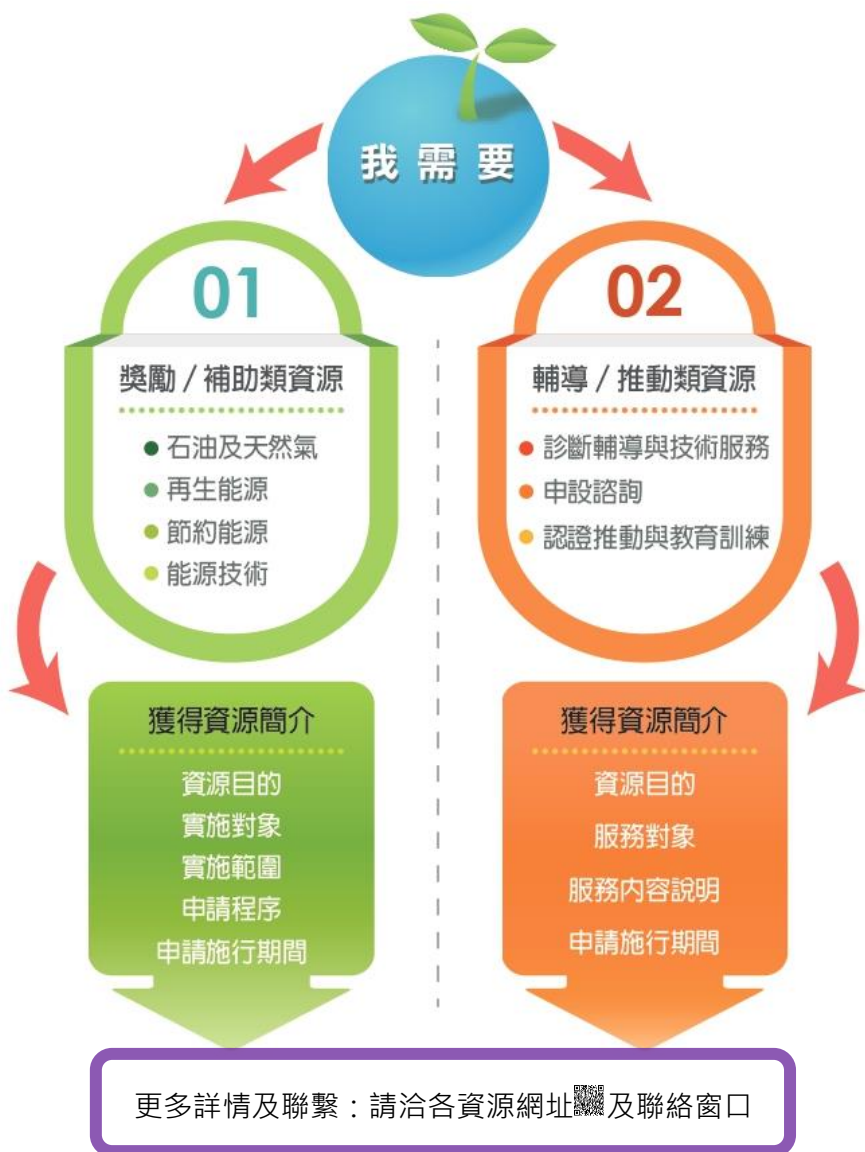 我需要
01
獎勵/補助類資源
石油及天然氣
再生能源
節約能源
能源技術
獲得資源簡介
資源目的
實施對象
實施範圍
申請程序
申請施行期間
02
輔導/推動類資源
診斷輔導與技術服務
申設諮詢
認證推動與教育訓練
獲得資源簡介
資源目的
服務對象
服務內容說明
申請施行期間
更多詳情及聯繫：請洽各資源網址及聯絡窗口